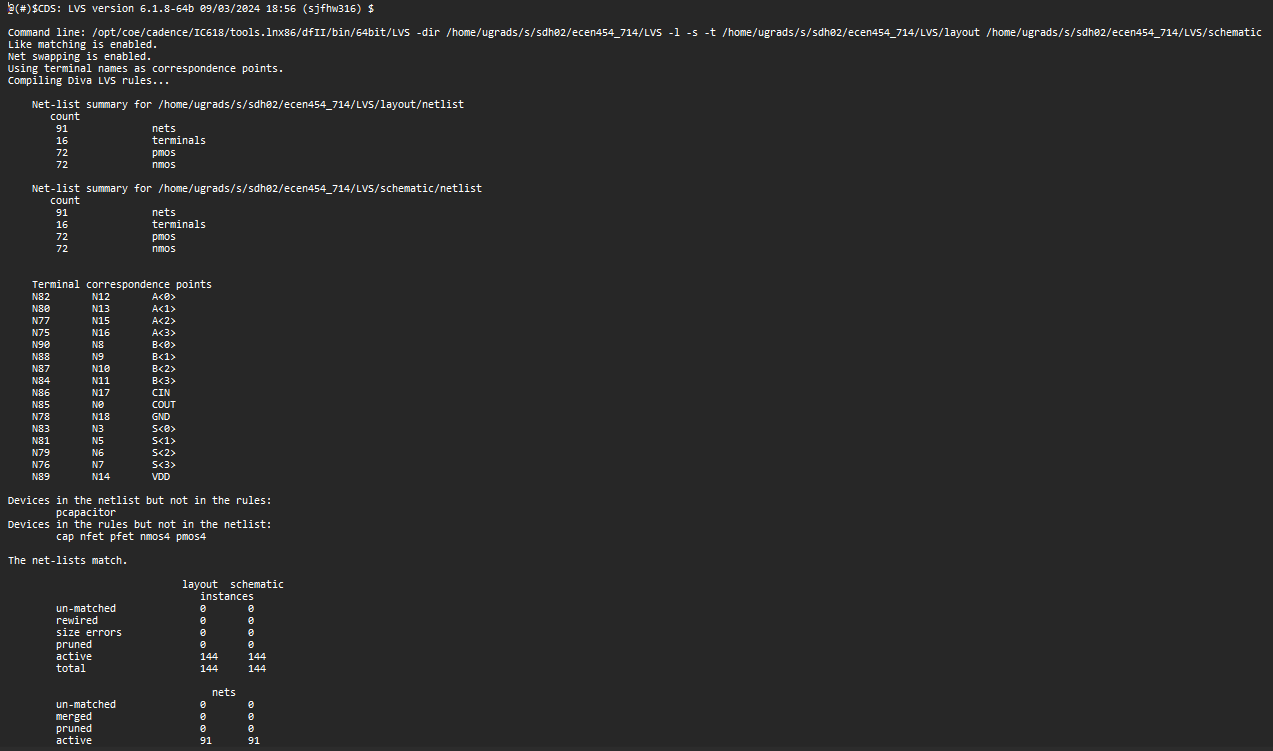 @(#)$CDS: LVS version 6.1.8-64b 09/03/2024 18:56 (sjfhw316) $
Command line: /opt/coe/cadence/IC618/tools.lnx86/dfII/bin/64bit/LVS -dir /home/ugrads/s/sdh02/ecen454_714/LVS -l -s -t /home/ugrads/s/sdh02/ecen454_714/LVS/layout /home/ugrads/s/sdh02/ecen454_714/LVS/schematic
Like matching is enabled.
Net swapping is enabled.
Using terminal names as correspondence points.
Compiling Diva LVS rules...
Net-list summary for /home/ugrads/s/sdh02/ecen454_714/LVS/layout/netlist
count
91 nets
16 terminals
72 pmos
72 nmos
Net-list summary for /home/ugrads/s/sdh02/ecen454_714/LVS/schematic/netlist
count
91 nets
16 terminals
72 pmos
72 nmos
Terminal correspondence points
N82 N12 A<0>
N80 N13 A<1>
N77 N15 A<2>
N75 N16 A<3>
N90 N8 B<0>
N88 N9 B<1>
N87 N10 B<2>
N84 N11 B<3>
N86 N17 CIN
N85 N0 COUT
N78 N18 GND
N83 N3 S<0>
N81 N5 S<1>
N79 N6 S<2>
N76 N7 S<3>
N89 N14 VDD
Devices in the netlist but not in the rules:
pcapacitor
Devices in the rules but not in the netlist:
cap nfet pfet nmos4 pmos4
The net-lists match.
layout schematic
instances
un-matched 0 0
rewired 0 0
size errors 0 0
pruned 0 0
active 144 144
total 144 144
nets
un-matched 0 0
merged 0 0
pruned 0 0
active 91 91